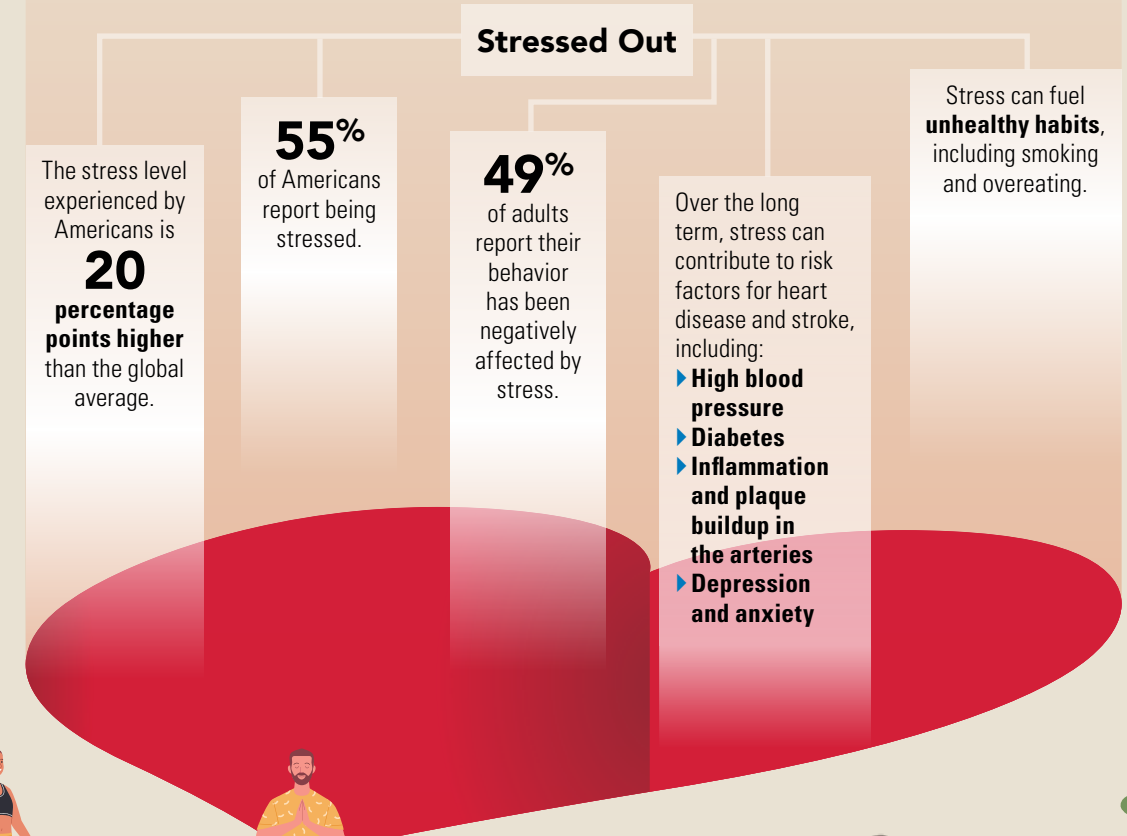 Stressed Out
The stress level
experienced by
Americans is
20
percentage
points higher
than the global
average.
55%
of Americans
report being
stressed.
49%
of adults
report their
behavior
has been
negatively
affected by
stress.
Over the long
term, stress can
contribute to risk
factors for heart
disease and stroke,
including:
High blood
pressure
Diabetes
Inflammation
and plaque
buildup in
the arteries
Depression
and anxiety
Stress can fuel
unhealthy habits,
including smoking
and overeating.